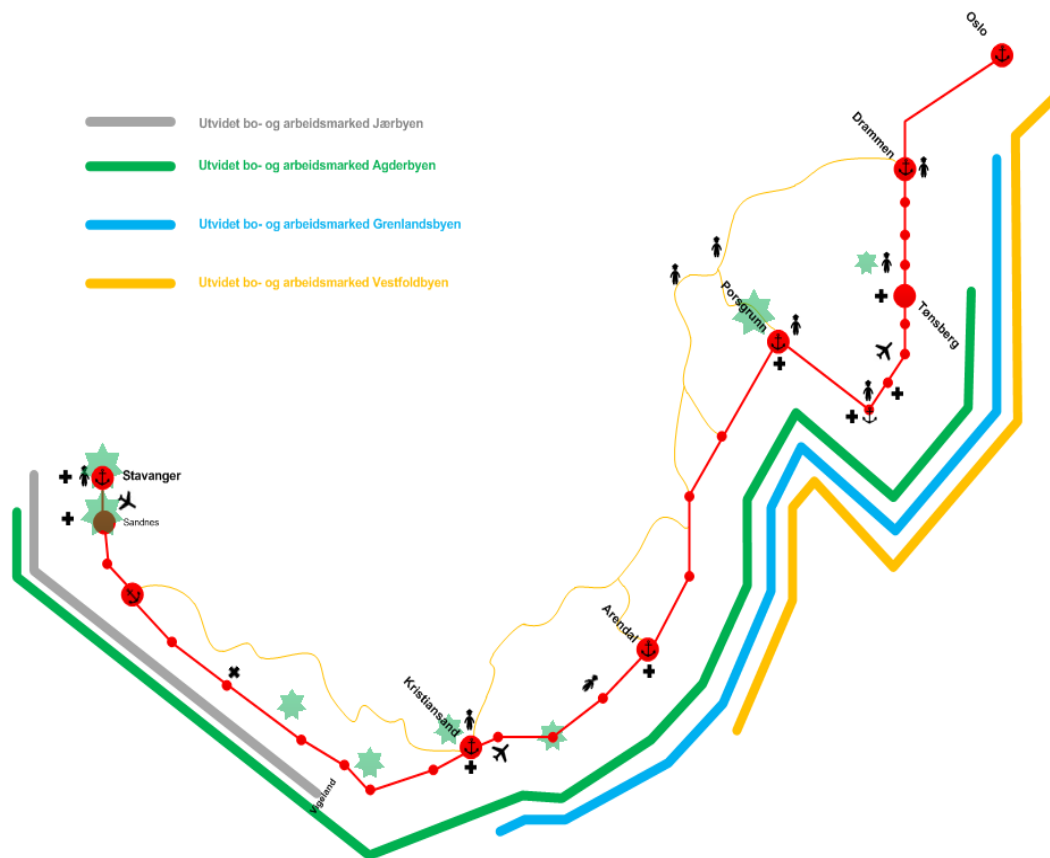 Oslo
Utvidet bo- og arbeidsmarked Jærbyen
Drammen
Utvidet bo- og arbeidsmarked Agderbyen
Utvidet bo- og arbeidsmarked Grenlandsbyen
Utvidet bo- og arbeidsmarked Vestfoldbyen
Porsgrunn
Tønsberg
Stavanger
Sandnes
Arendal
Kristiansand
Vigeland